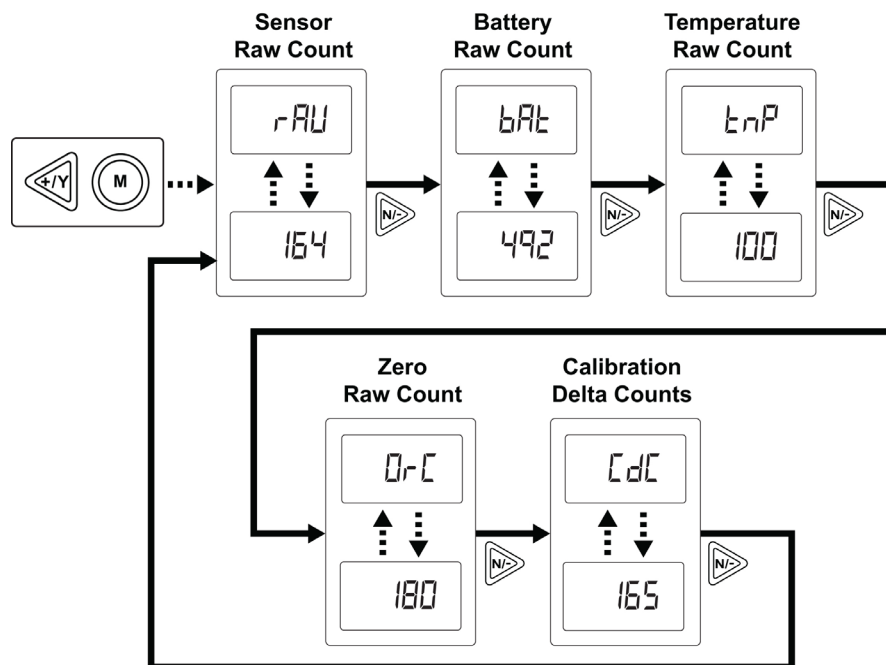 Sensor
Raw Count
Battery
Raw Count
Temperature
Raw Count
rAU
bAt
tnP
+/Y
M
N/-
N/-
N/-
164
492
100
Zero
Raw Count
Calibration
Delta Counts
0rC
CdC
N/-
N/-
180
165